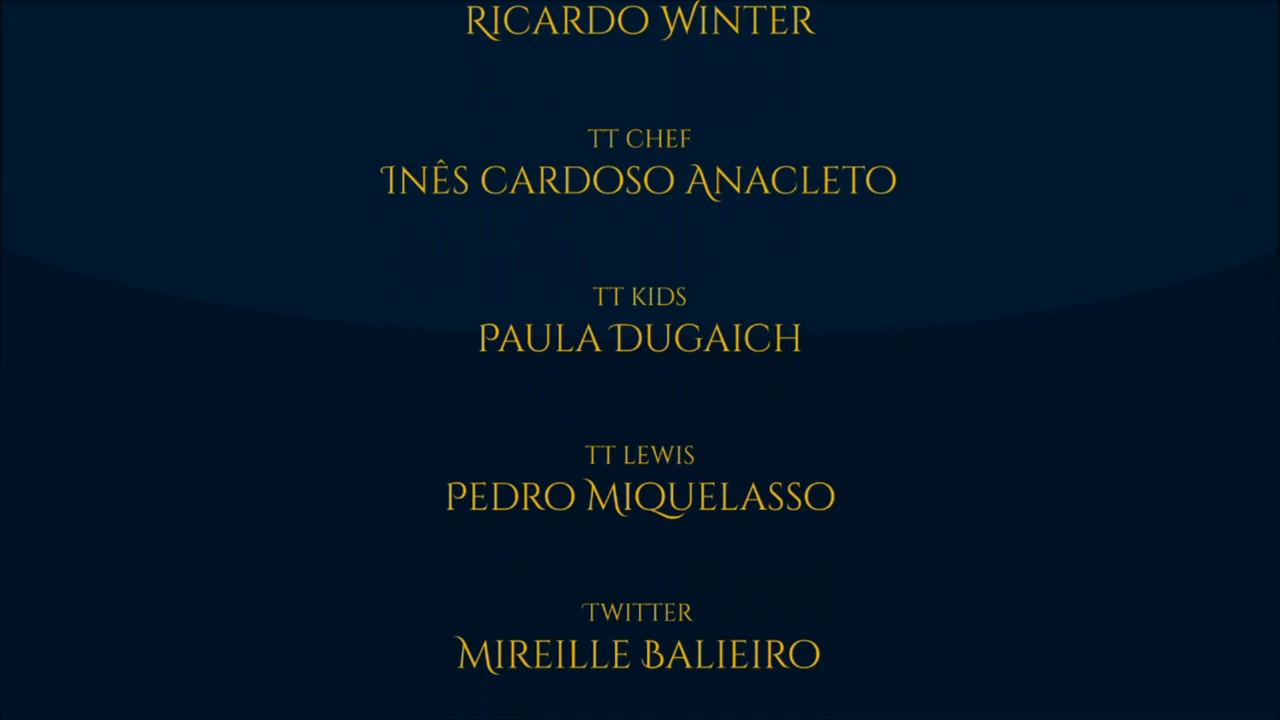 Ricardo Winter
TT Chef
Inês Cardoso Anacleto
TT Kids
Paula Dugaich
TT Lewis
Pedro Miquelasso
Twitter
Mireille Balieiro